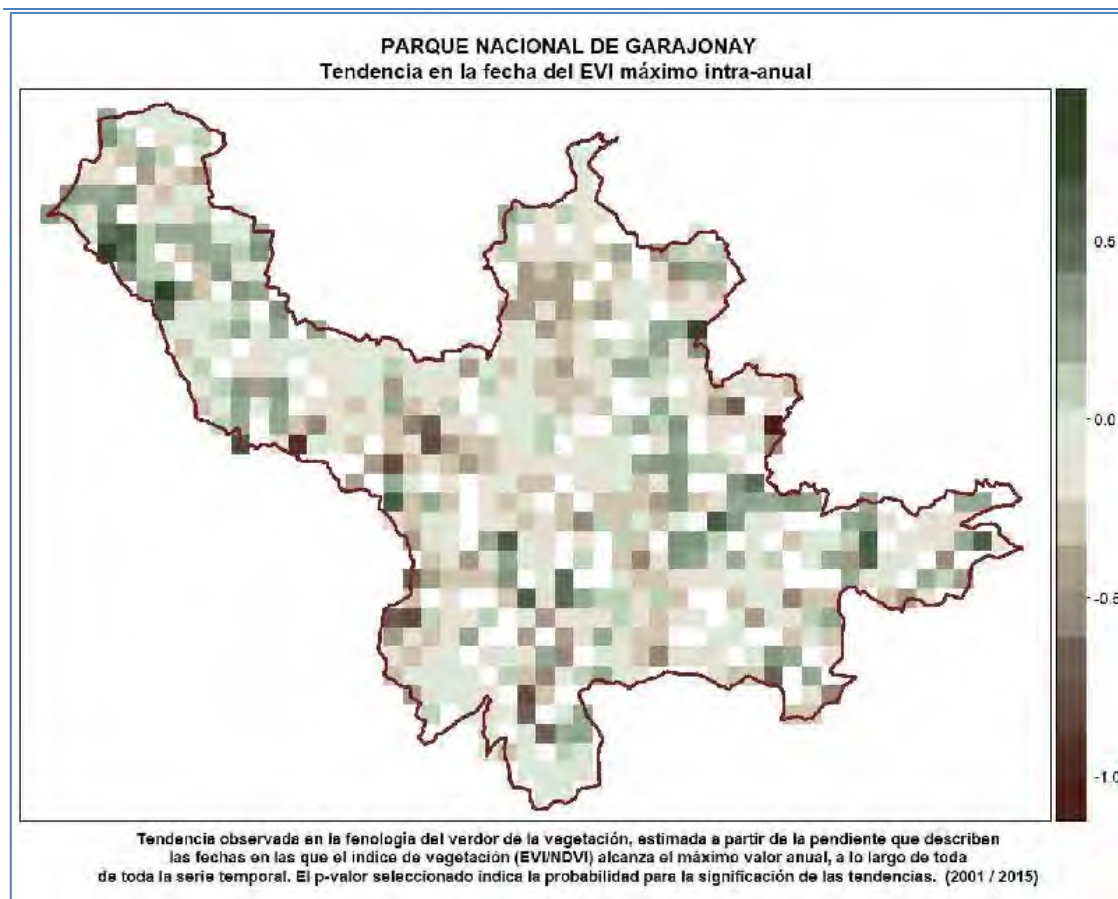 PARQUE NACIONAL DE GARAJONAY
Tendencia en la fecha del EVI máximo intra-anual
0.5
0.0
-0.5
-1.0
Tendencia observada en la fenología del verdor de la vegetación, estimada a partir de la pendiente que describen
las fechas en las que el índice de vegetación (EVI/NDVI) alcanza el máximo valor anual, a lo largo de toda
de toda la serie temporal. El p-valor seleccionado indica la probabilidad para la significación de las tendencias. (2001 / 2015)